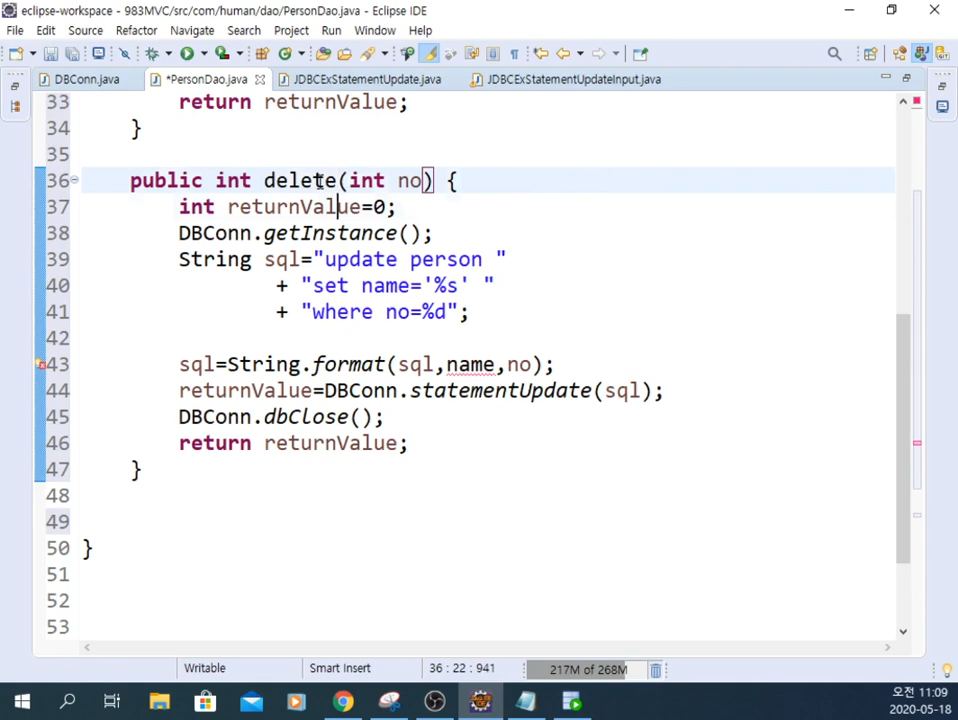 eclipse-workspace - 983MVC/src/com/human/dao/PersonDao.java - Eclipse IDE
File Edit Source Refactor Navigate Search Project Run Window Help
DBConn.java *PersonDao.java JDBCExStatementUpdate.java JDBCExStatementUpdateInput.java
33 return returnValue;
34 }
35
36 public int delete(int no) {
37 int returnValue=0;
38 DBConn.getInstance();
39 String sql="update person "
40 + "set name='%s' "
41 + "where no=%d";
42
43 sql=String.format(sql,name,no);
44 returnValue=DBConn.statementUpdate(sql);
45 DBConn.dbClose();
46 return returnValue;
47 }
48
49
50 }
51
52
53
Writable Smart Insert 36 : 22 : 941 217M of 268M
오전 11:09
2020-05-18